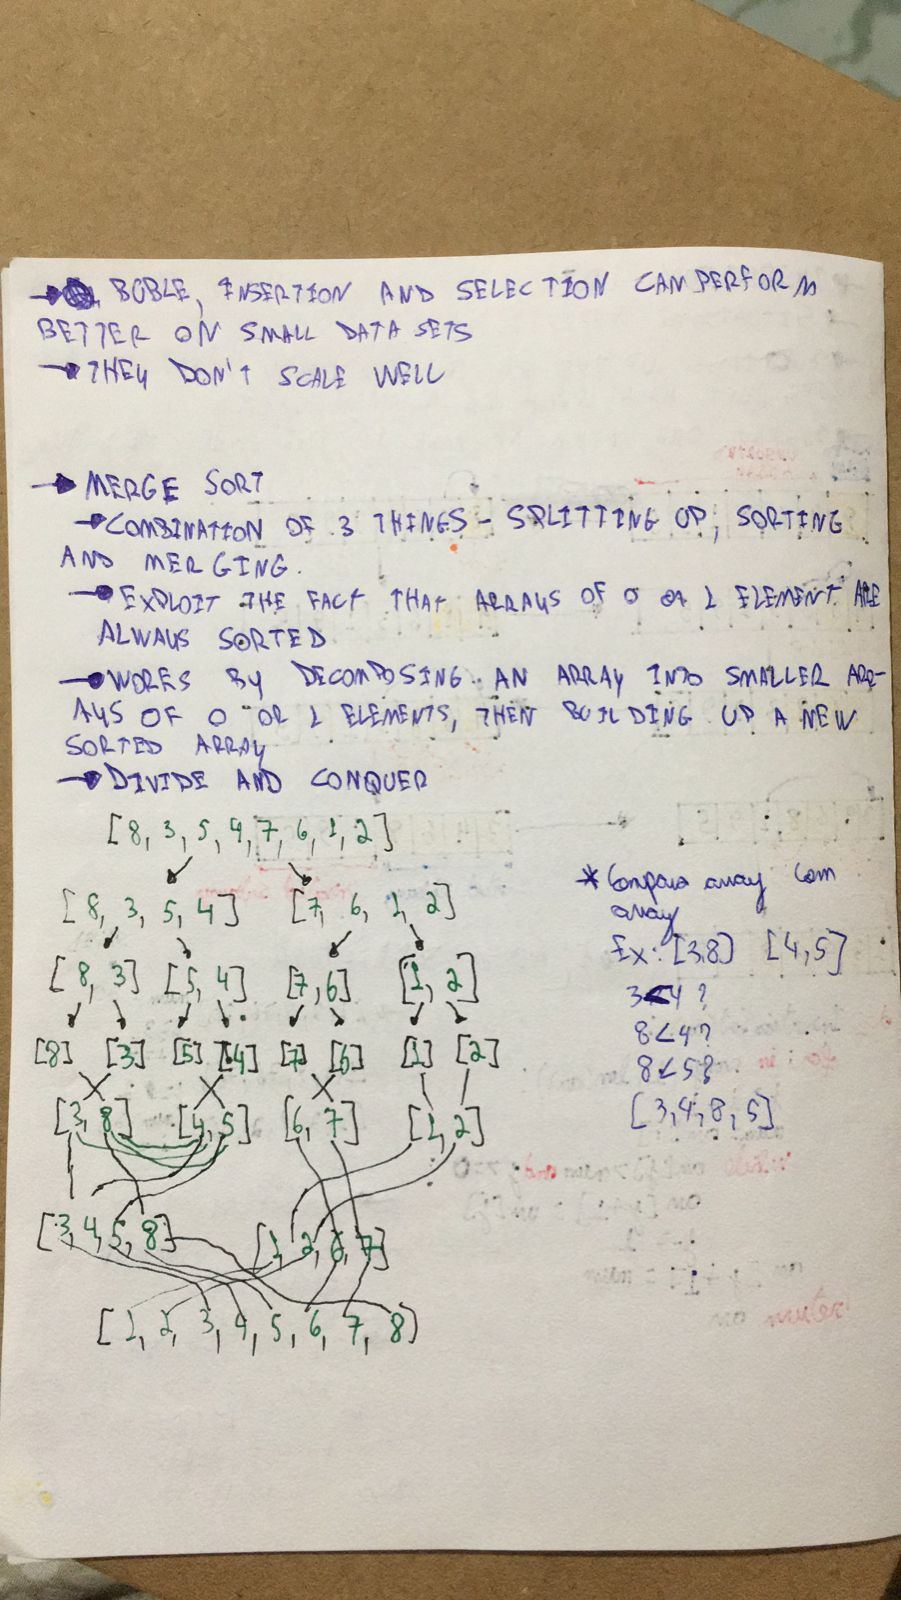 → BUBLE, INSERTION AND SELECTION CAN PERFORM
BETTER ON SMALL DATA SETS
→ THEY DON'T SCALE WELL
→ MERGE SORT
→ COMBINATION OF 3 THINGS - SPLITTING UP, SORTING
AND MERGING.
→ EXPLOIT THE FACT THAT ARRAYS OF 0 OR 1 ELEMENT ARE
ALWAYS SORTED
→ WORKS BY DECOMPOSING AN ARRAY INTO SMALLER ARR-
AYS OF 0 OR 1 ELEMENTS, THEN BUILDING UP A NEW
SORTED ARRAY
→ DIVIDE AND CONQUER
[8, 3, 5, 4, 7, 6, 1, 2]
[8, 3, 5, 4] [7, 6, 1, 2]
[8, 3] [5, 4] [7, 6] [1, 2]
[8] [3] [5] [4] [7] [6] [1] [2]
[3, 8] [4, 5] [6, 7] [1, 2]
[3, 4, 5, 8] [1, 2, 6, 7]
[1, 2, 3, 4, 5, 6, 7, 8]
* Compara array com
array
Ex: [3,8] [4,5]
3<4?
8<4?
8<5?
[3,4,8,5]